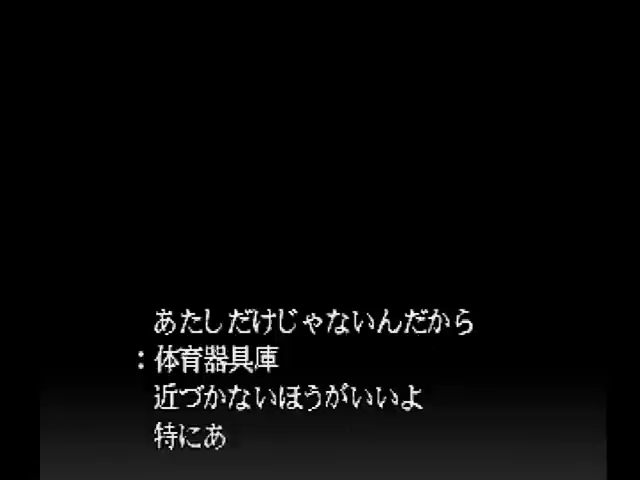 あたしだけじゃないんだから
：体育器具庫
近づかないほうがいいよ
特にあ